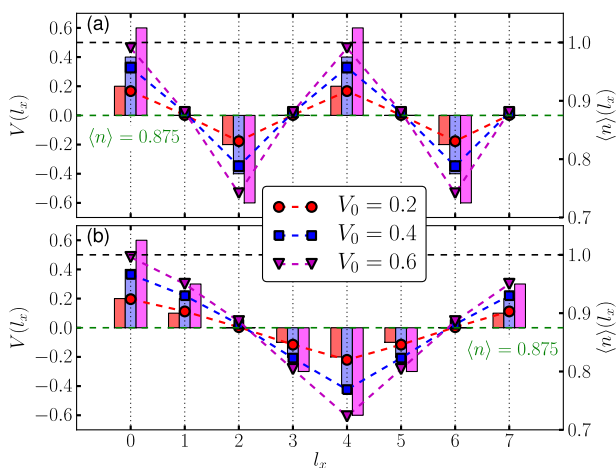 (a)
0.6
0.4
0.2
0.0
−0.2
−0.4
−0.6
V(l_x)
⟨n⟩ = 0.875
1.0
0.9
0.8
0.7
⟨n⟩(l_x)
V_0 = 0.2
V_0 = 0.4
V_0 = 0.6
(b)
0.6
0.4
0.2
0.0
−0.2
−0.4
−0.6
V(l_x)
⟨n⟩ = 0.875
1.0
0.9
0.8
0.7
⟨n⟩(l_x)
0 1 2 3 4 5 6 7
l_x